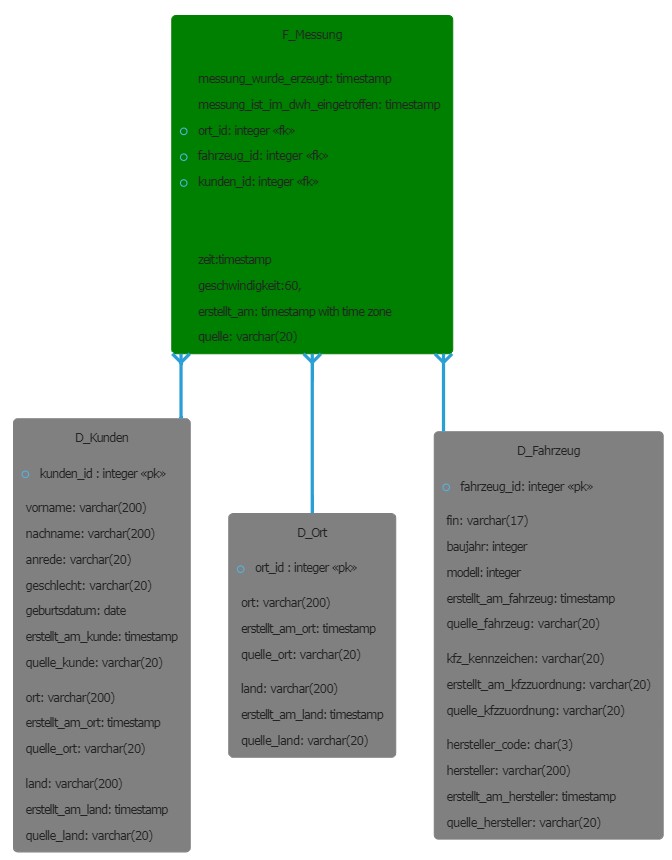 F_Messung
messung_wurde_erzeugt: timestamp
messung_ist_im_dwh_eingetroffen: timestamp
ort_id: integer «fk»
fahrzeug_id: integer «fk»
kunden_id: integer «fk»
zeit:timestamp
geschwindigkeit:60,
erstellt_am: timestamp with time zone
quelle: varchar(20)
D_Kunden
kunden_id : integer «pk»
vorname: varchar(200)
nachname: varchar(200)
anrede: varchar(20)
geschlecht: varchar(20)
geburtsdatum: date
erstellt_am_kunde: timestamp
quelle_kunde: varchar(20)
ort: varchar(200)
erstellt_am_ort: timestamp
quelle_ort: varchar(20)
land: varchar(200)
erstellt_am_land: timestamp
quelle_land: varchar(20)
D_Ort
ort_id : integer «pk»
ort: varchar(200)
erstellt_am_ort: timestamp
quelle_ort: varchar(20)
land: varchar(200)
erstellt_am_land: timestamp
quelle_land: varchar(20)
D_Fahrzeug
fahrzeug_id: integer «pk»
fin: varchar(17)
baujahr: integer
modell: integer
erstellt_am_fahrzeug: timestamp
quelle_fahrzeug: varchar(20)
kfz_kennzeichen: varchar(20)
erstellt_am_kfzzuordnung: varchar(20)
quelle_kfzzuordnung: varchar(20)
hersteller_code: char(3)
hersteller: varchar(200)
erstellt_am_hersteller: timestamp
quelle_hersteller: varchar(20)